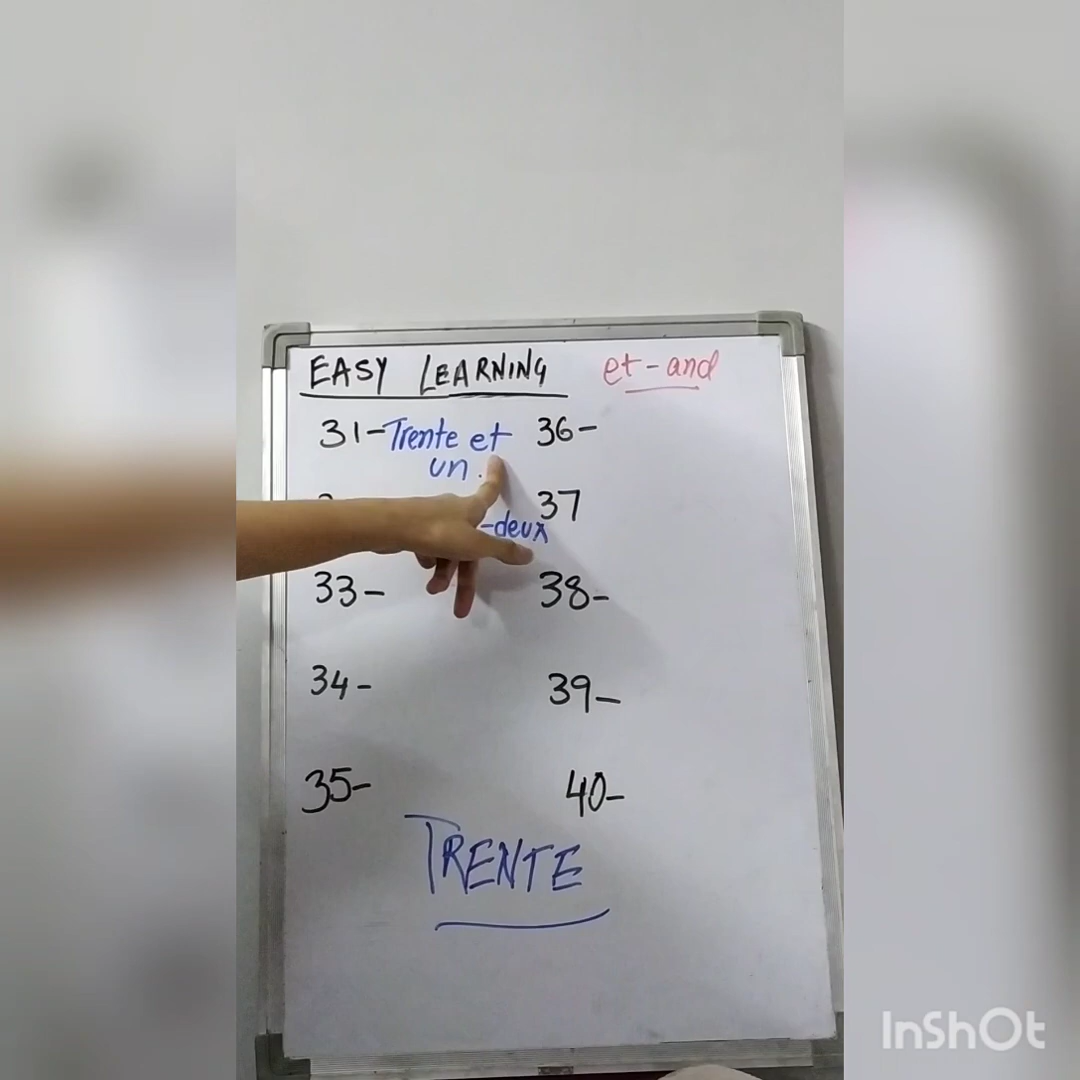 EASY LEARNING et - and
31 - Trente et
un.
-deux
33 -
34 -
35 -
36 -
37
38 -
39 -
40 -
TRENTE
InShOt